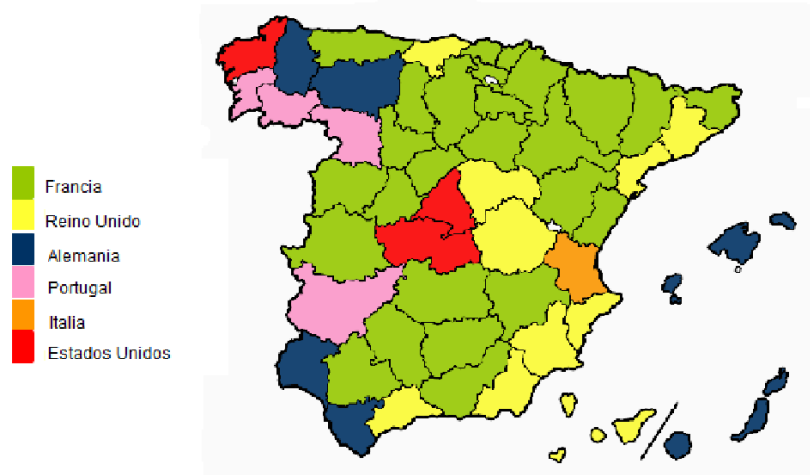 Francia
Reino Unido
Alemania
Portugal
Italia
Estados Unidos